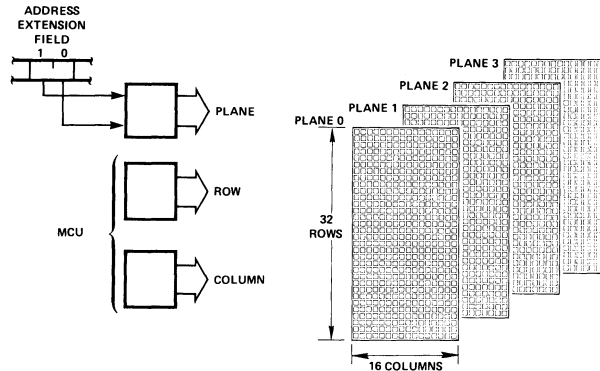 ADDRESS
EXTENSION
FIELD
1 0
PLANE
MCU
ROW
COLUMN
PLANE 3
PLANE 2
PLANE 1
PLANE 0
32
ROWS
16 COLUMNS